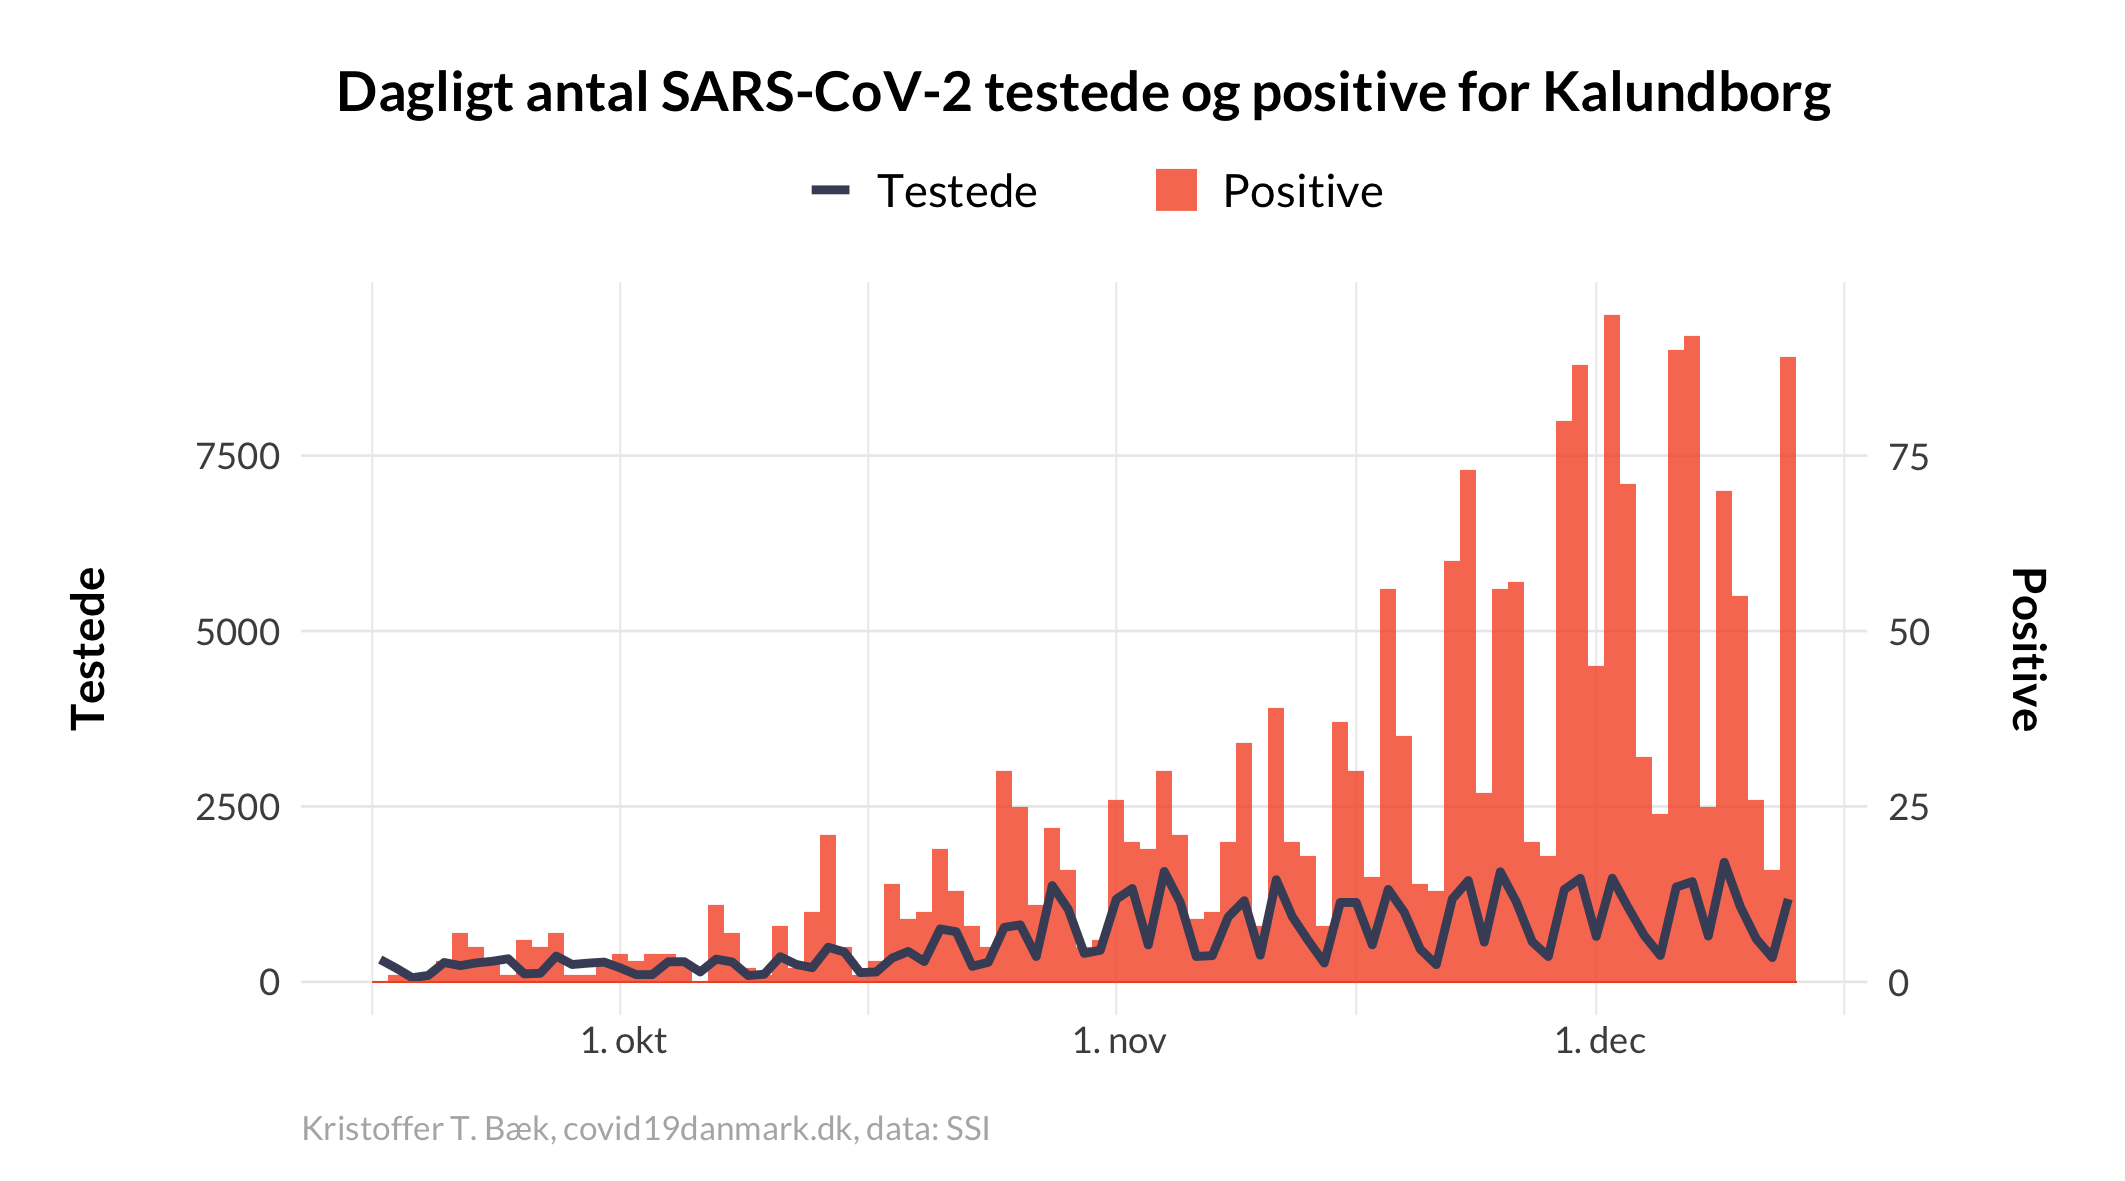 Dagligt antal SARS-CoV-2 testede og positive for Kalundborg
Testede
Positive
7500
5000
2500
0
75
50
25
0
Testede
Positive
1. okt
1. nov
1. dec
Kristoffer T. Bæk, covid19danmark.dk, data: SSI